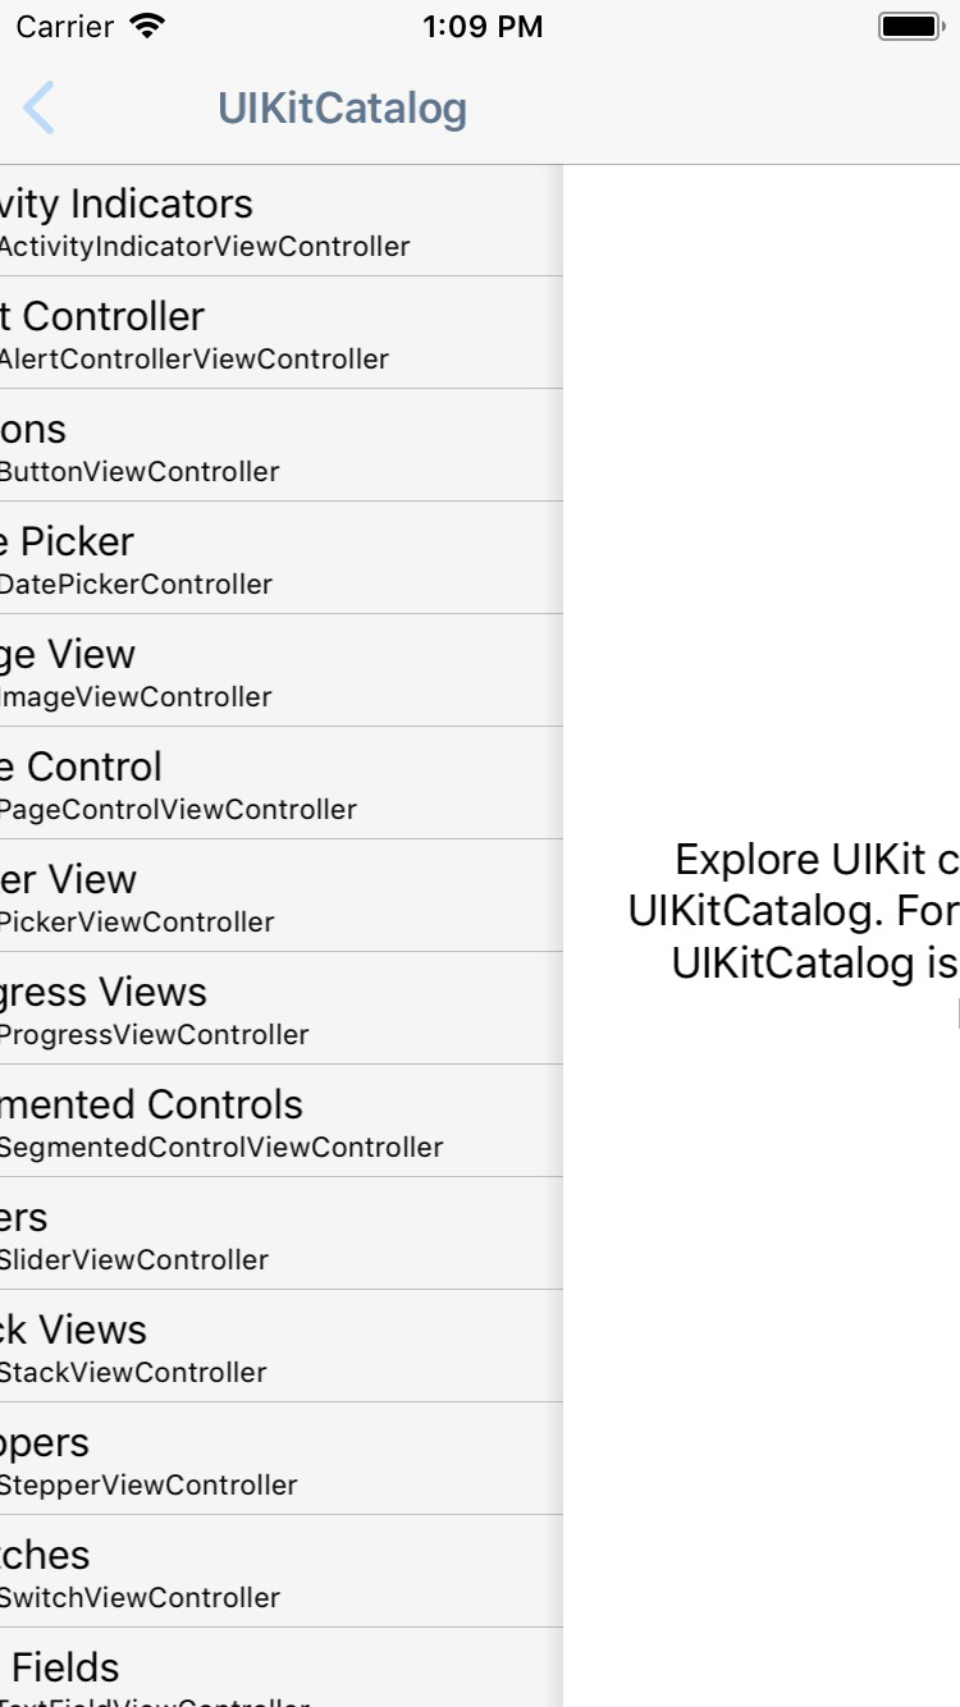 Carrier
1:09 PM
UIKitCatalog
vity Indicators
ActivityIndicatorViewController
t Controller
AlertControllerViewController
ons
ButtonViewController
e Picker
DatePickerController
ge View
ImageViewController
e Control
PageControlViewController
er View
PickerViewController
gress Views
ProgressViewController
mented Controls
SegmentedControlViewController
ers
SliderViewController
ck Views
StackViewController
ppers
StepperViewController
tches
SwitchViewController
Fields
TextFieldViewController
Explore UIKit c
UIKitCatalog. For
UIKitCatalog is